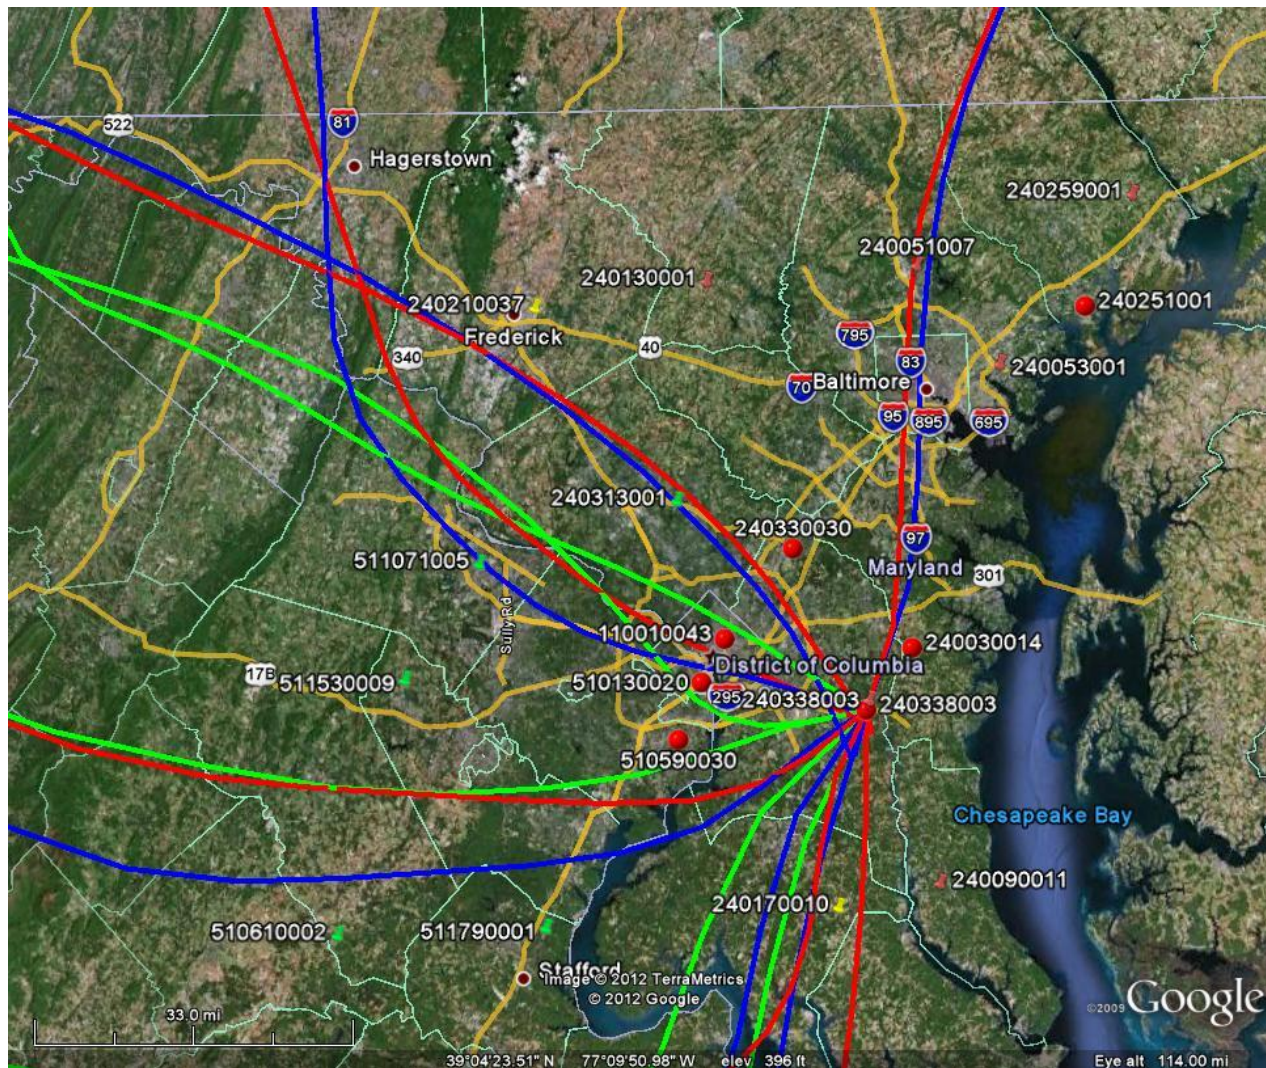 522
81
Hagerstown
240259001
240051007
240130001
240251001
240210037
Frederick
795
40
340
83
240053001
70
Baltimore
95
895
695
240313001
240330030
97
511071005
Maryland
301
Sully Rd
110010043
240030014
District of Columbia
17B
511530009
510130020
295
240338003
240338003
510590030
Chesapeake Bay
240090011
240170010
510610002
511790001
Stafford
Image © 2012 TerraMetrics
© 2012 Google
©2009 Google
33.0 mi
39°04'23.51" N 77°09'50.98" W elev 396 ft Eye alt 114.00 mi